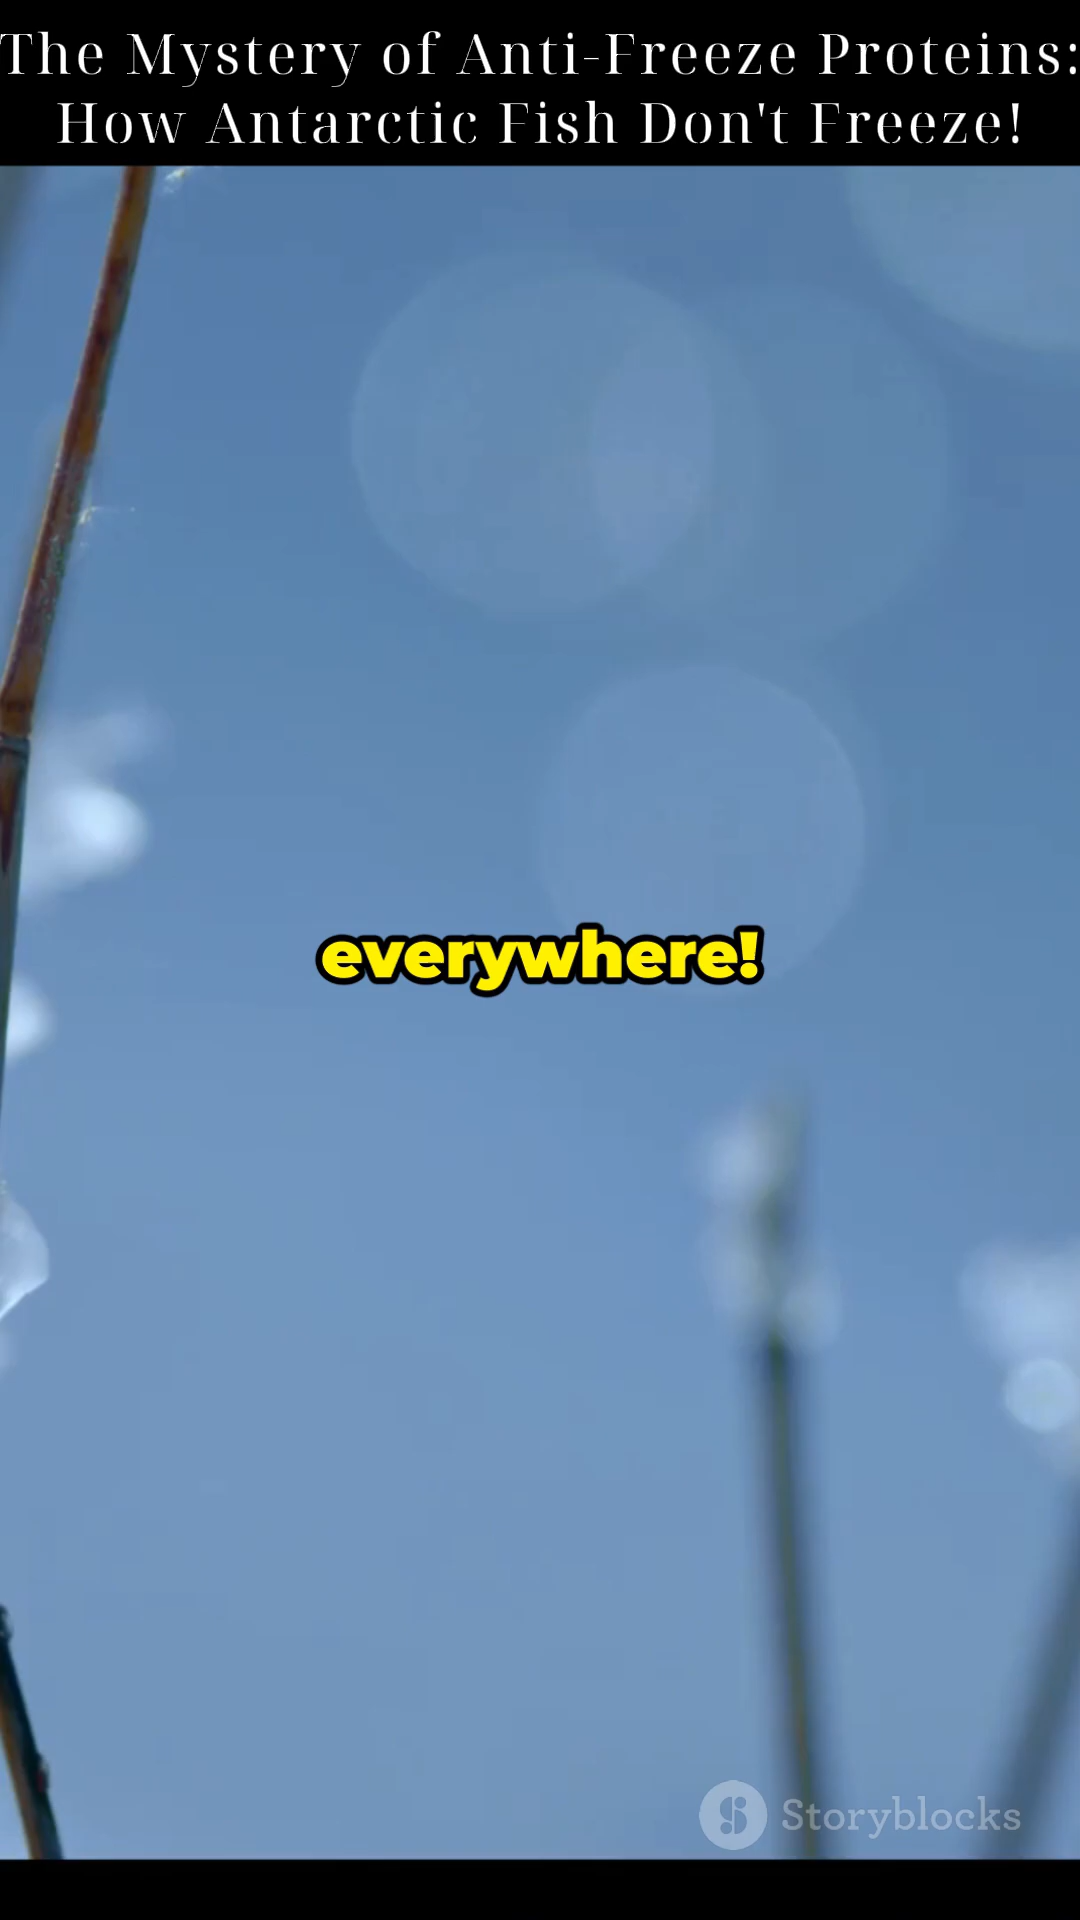 The Mystery of Anti-Freeze Proteins:
How Antarctic Fish Don't Freeze!
everywhere!
Storyblocks